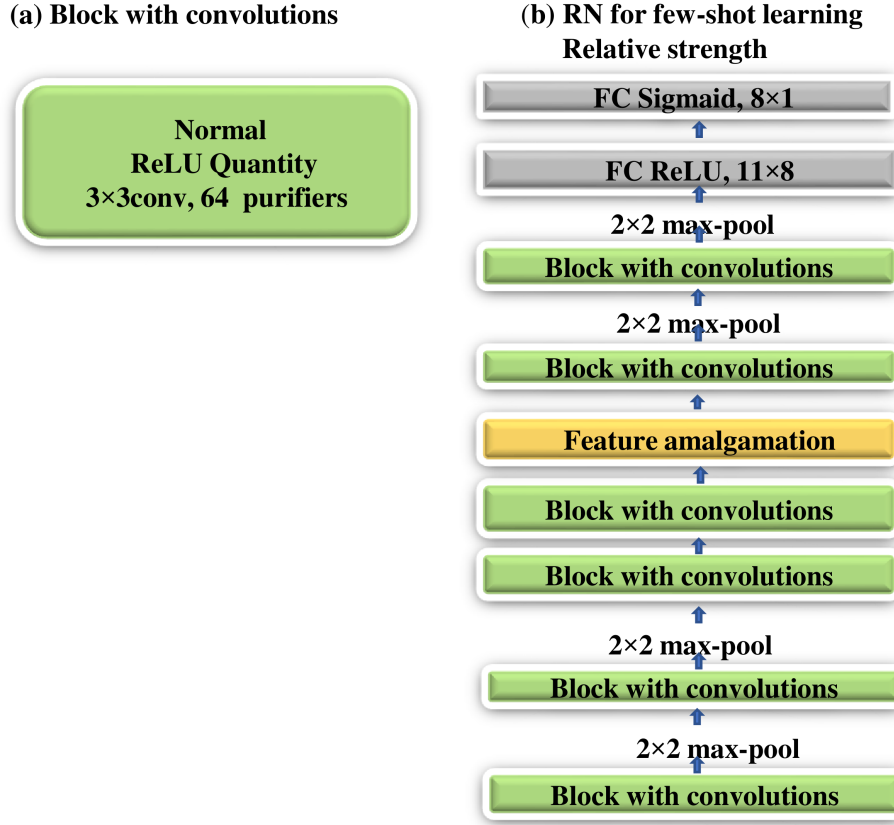 (a) Block with convolutions
Normal
ReLU Quantity
3×3conv, 64 purifiers
(b) RN for few-shot learning
Relative strength
FC Sigmaid, 8×1
FC ReLU, 11×8
2×2 max-pool
Block with convolutions
2×2 max-pool
Block with convolutions
Feature amalgamation
Block with convolutions
Block with convolutions
2×2 max-pool
Block with convolutions
2×2 max-pool
Block with convolutions